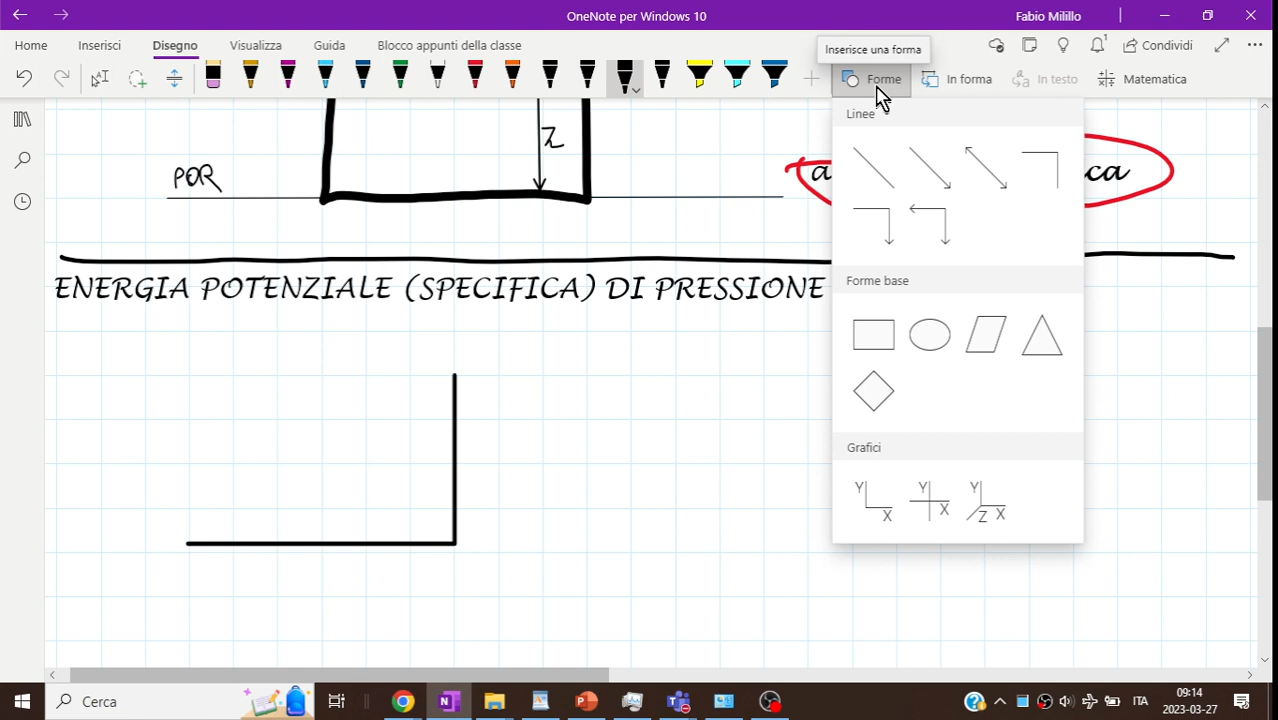 OneNote per Windows 10
Fabio Milillo
Home Inserisci Disegno Visualizza Guida Blocco appunti della classe
Inserisce una forma
Condividi
Forme
In forma
In testo
Matematica
Linee
Z
POR
a
ca
ENERGIA POTENZIALE (SPECIFICA) DI PRESSIONE
Forme base
Grafici
Y X
Y X
Y Z X
Cerca
ITA
09:14
2023-03-27